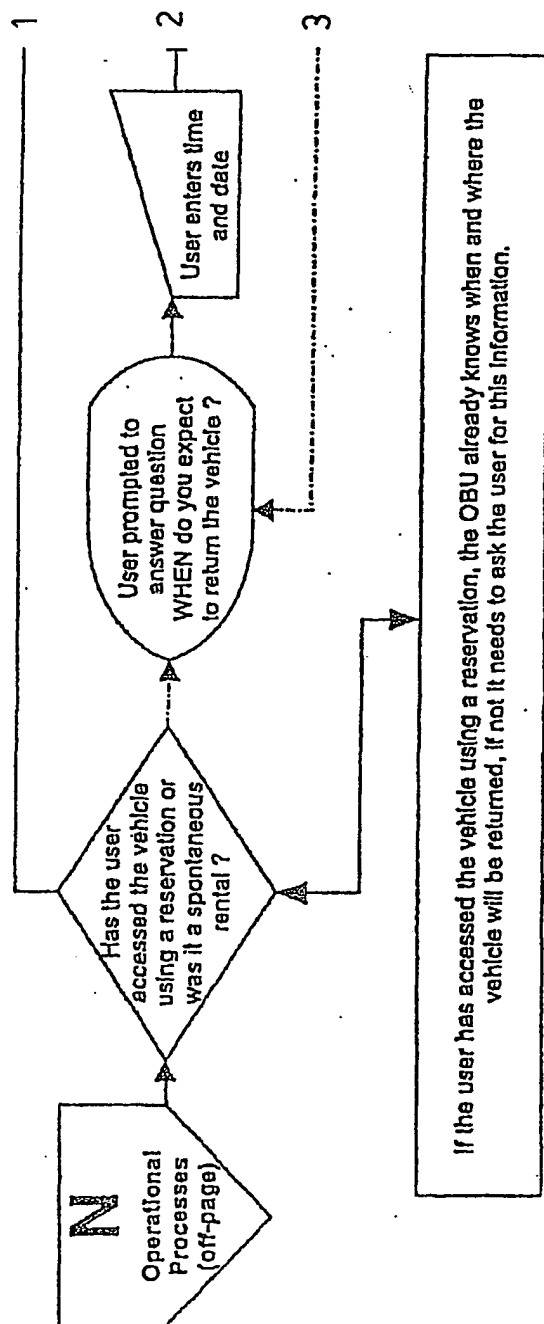 N
Operational
Processes
(off-page)
Has the user
accessed the vehicle
using a reservation or
was it a spontaneous
rental ?
User prompted to
answer question
WHEN do you expect
to return the vehicle ?
User enters time
and date
1
2
3
If the user has accessed the vehicle using a reservation, the OBU already knows when and where the
vehicle will be returned, if not it needs to ask the user for this information.